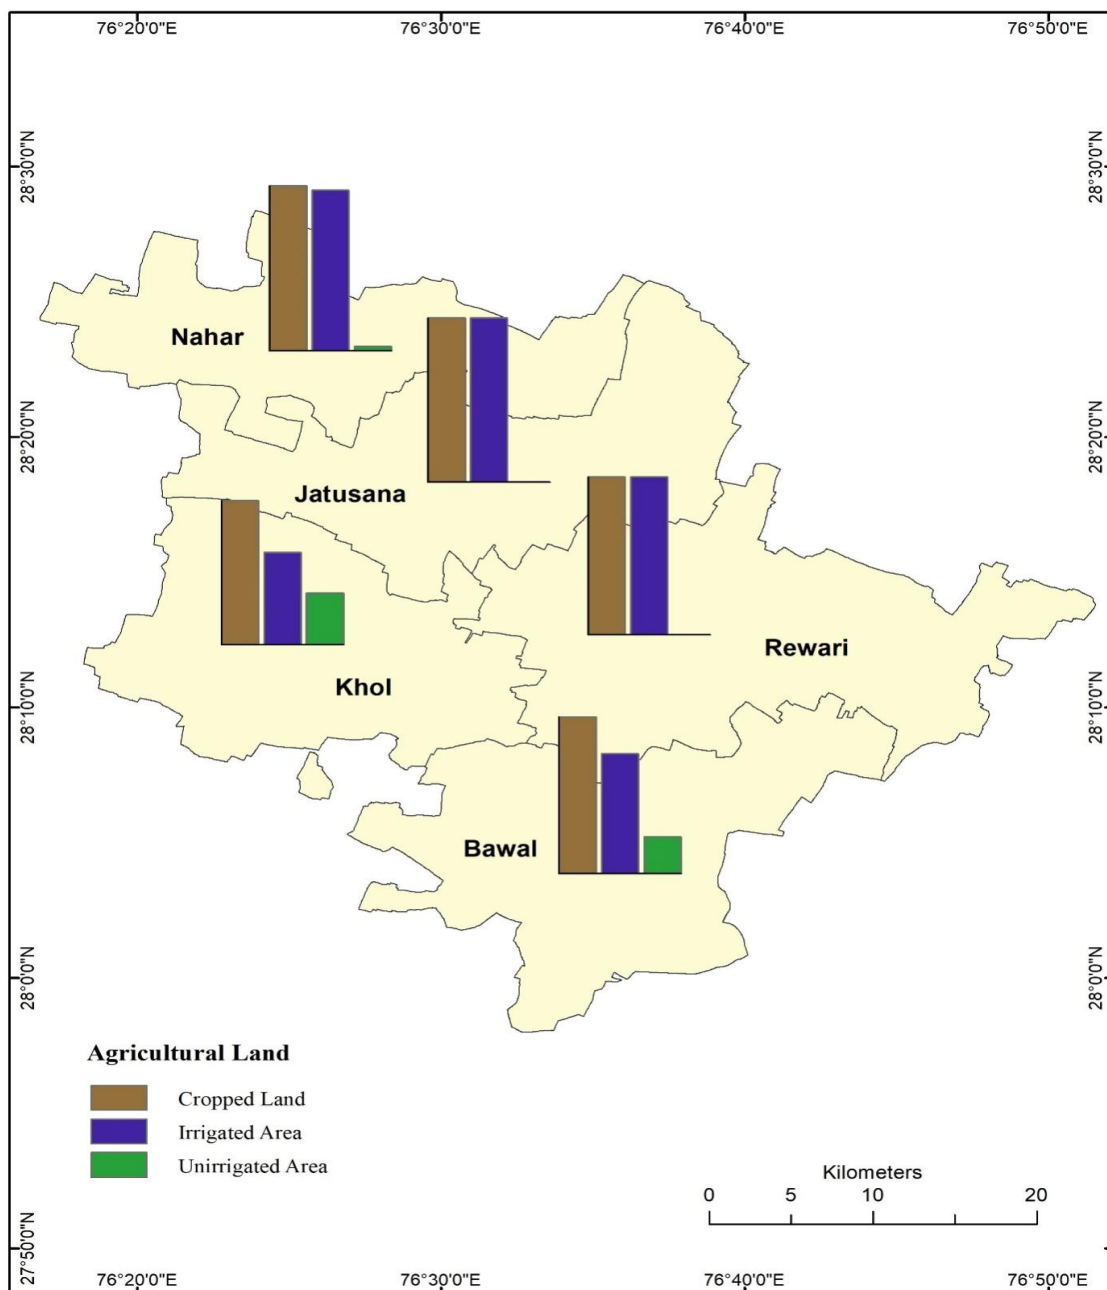 76°20'0"E 76°30'0"E 76°40'0"E 76°50'0"E
28°30'0"N 28°30'0"N
Nahar
28°20'0"N 28°20'0"N
Jatusana
Rewari
Khol
28°10'0"N 28°10'0"N
Bawal
28°0'0"N 28°0'0"N
Agricultural Land
Cropped Land
Irrigated Area
Unirrigated Area
Kilometers
0 5 10 20
27°50'0"N
76°20'0"E 76°30'0"E 76°40'0"E 76°50'0"E